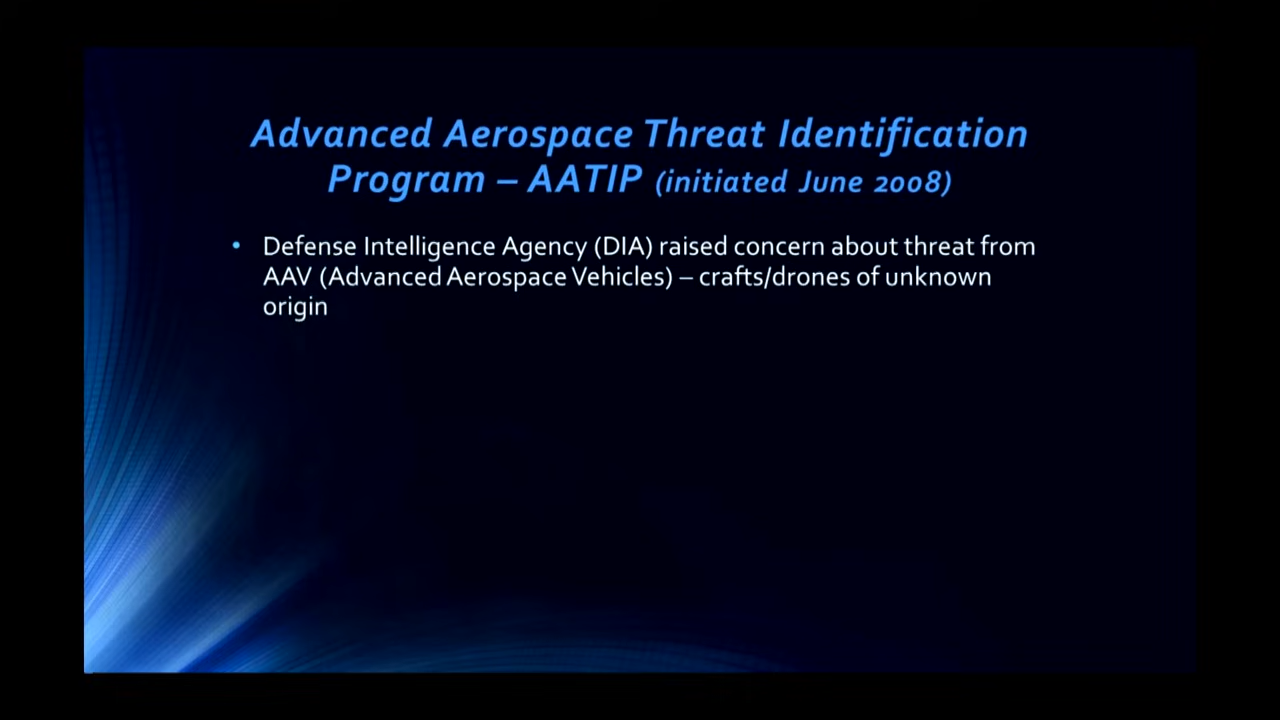 Advanced Aerospace Threat Identification
Program – AATIP (initiated June 2008)
• Defense Intelligence Agency (DIA) raised concern about threat from
AAV (Advanced Aerospace Vehicles) – crafts/drones of unknown
origin